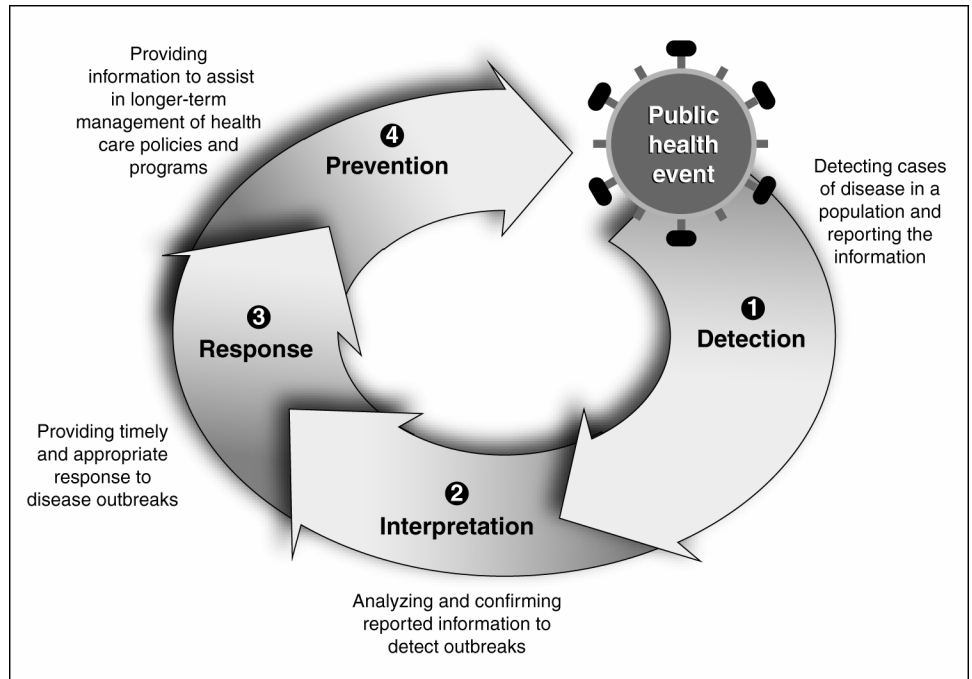 Public
health
event
Detecting cases
of disease in a
population and
reporting the
information
1
Detection
2
Interpretation
Analyzing and confirming
reported information to
detect outbreaks
3
Response
Providing timely
and appropriate
response to
disease outbreaks
4
Prevention
Providing
information to assist
in longer-term
management of health
care policies and
programs